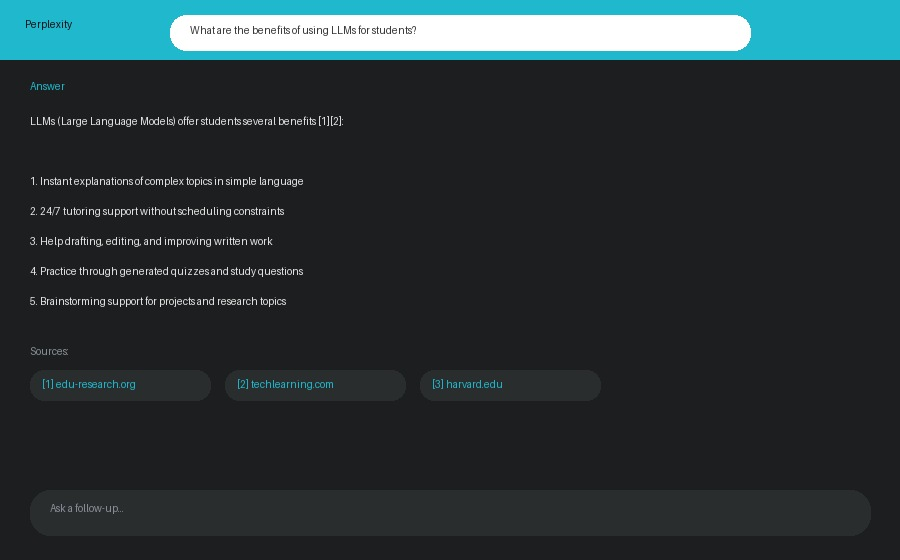 Perplexity
What are the benefits of using LLMs for students?
Answer
LLMs (Large Language Models) offer students several benefits [1][2]:
1. Instant explanations of complex topics in simple language
2. 24/7 tutoring support without scheduling constraints
3. Help drafting, editing, and improving written work
4. Practice through generated quizzes and study questions
5. Brainstorming support for projects and research topics
Sources:
[1] edu-research.org
[2] techlearning.com
[3] harvard.edu
Ask a follow-up...